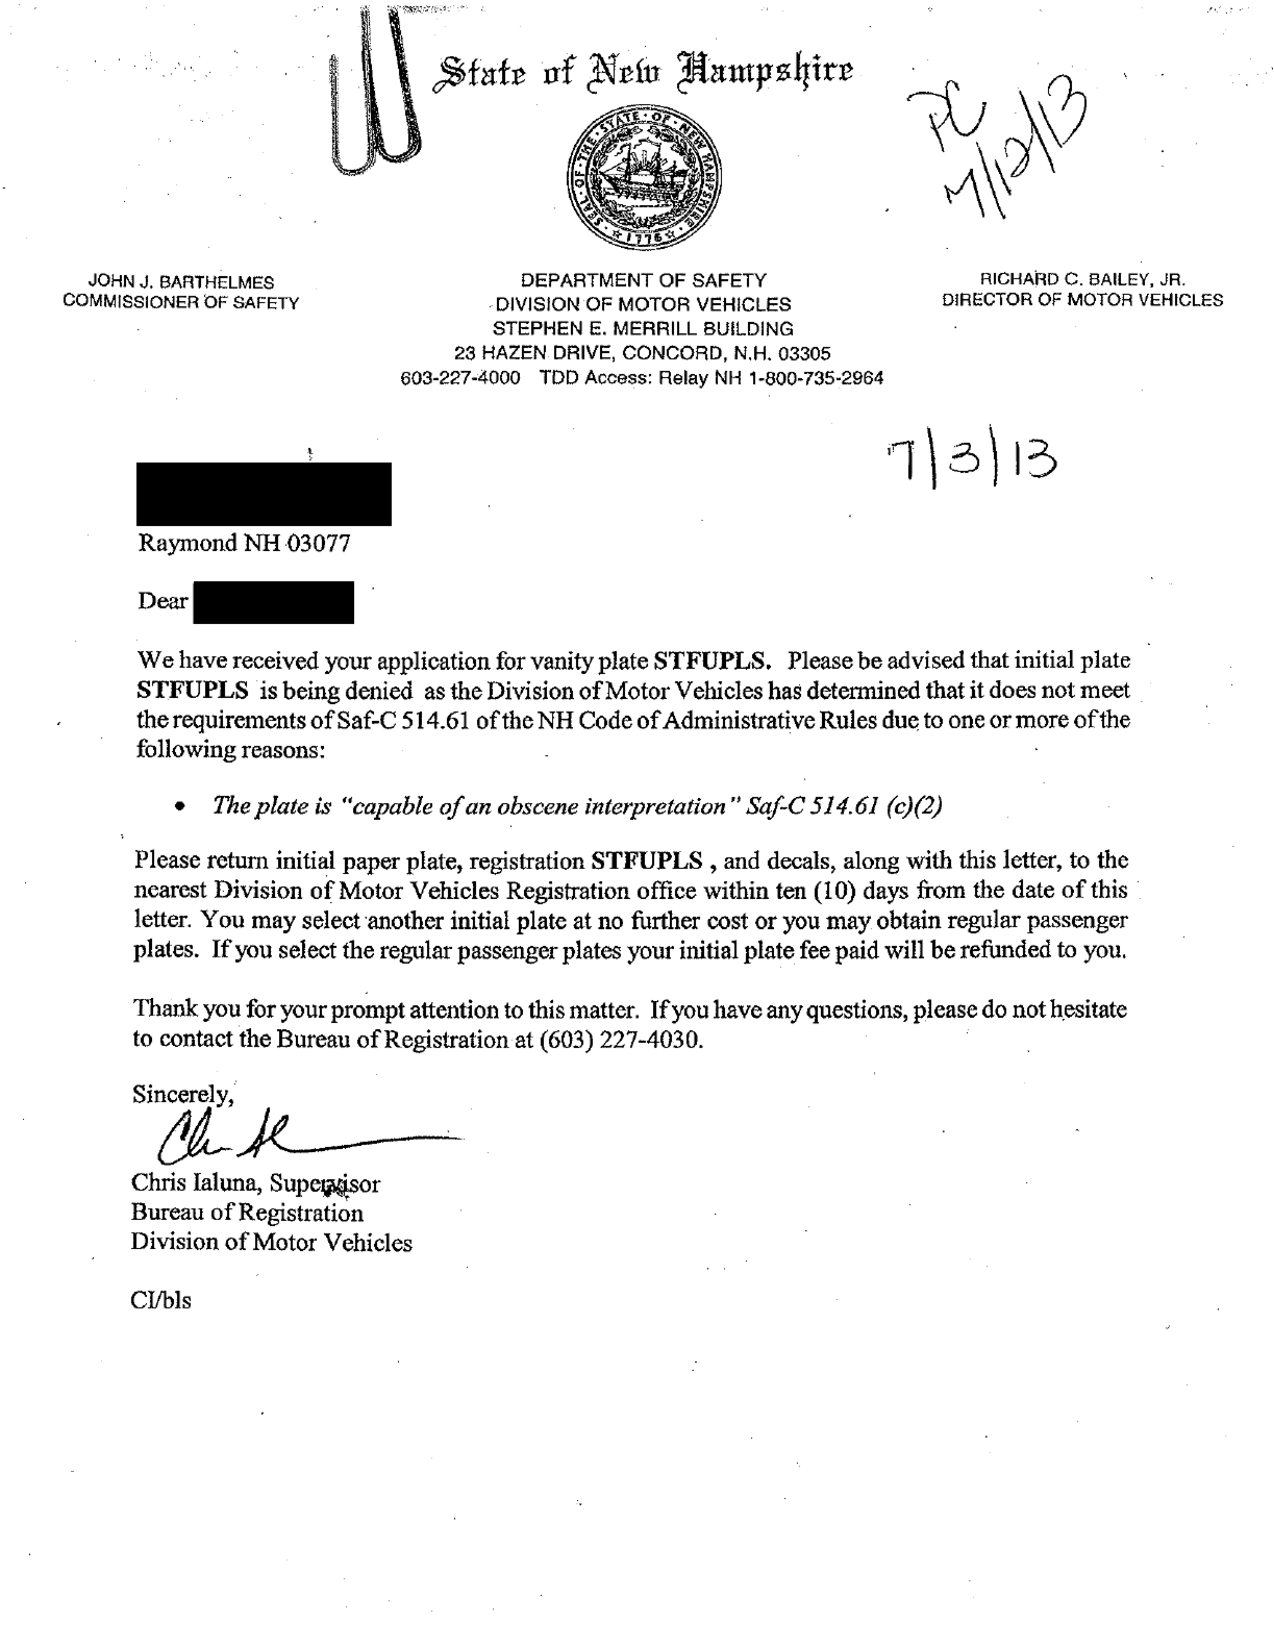 State of New Hampshire
PC
7/12/13
SEAL · OF · THE · STATE · OF · NEW HAMPSHIRE
1776
JOHN J. BARTHELMES
COMMISSIONER OF SAFETY
DEPARTMENT OF SAFETY
DIVISION OF MOTOR VEHICLES
STEPHEN E. MERRILL BUILDING
23 HAZEN DRIVE, CONCORD, N.H. 03305
603-227-4000 TDD Access: Relay NH 1-800-735-2964
RICHARD C. BAILEY, JR.
DIRECTOR OF MOTOR VEHICLES
7/3/13
Raymond NH 03077
Dear
We have received your application for vanity plate STFUPLS. Please be advised that initial plate
STFUPLS is being denied as the Division of Motor Vehicles has determined that it does not meet
the requirements of Saf-C 514.61 of the NH Code of Administrative Rules due to one or more of the
following reasons:
• The plate is "capable of an obscene interpretation" Saf-C 514.61 (c)(2)
Please return initial paper plate, registration STFUPLS , and decals, along with this letter, to the
nearest Division of Motor Vehicles Registration office within ten (10) days from the date of this
letter. You may select another initial plate at no further cost or you may obtain regular passenger
plates. If you select the regular passenger plates your initial plate fee paid will be refunded to you.
Thank you for your prompt attention to this matter. If you have any questions, please do not hesitate
to contact the Bureau of Registration at (603) 227-4030.
Sincerely,
Chris Ialuna, Supervisor
Bureau of Registration
Division of Motor Vehicles
CI/bls